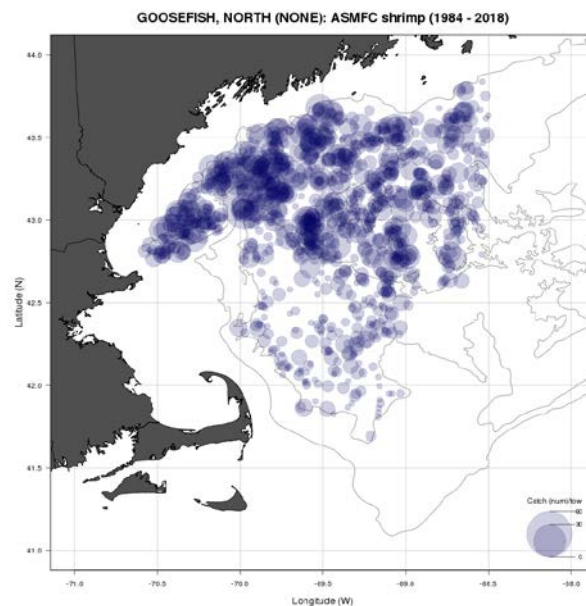 GOOSEFISH, NORTH (NONE): ASMFC shrimp (1984 - 2018)
44.0
43.5
43.0
42.5
42.0
41.5
41.0
Latitude (N)
Catch (num)/tow
60
30
0
-71.0 -70.5 -70.0 -69.5 -69.0 -68.5 -68.0
Longitude (W)